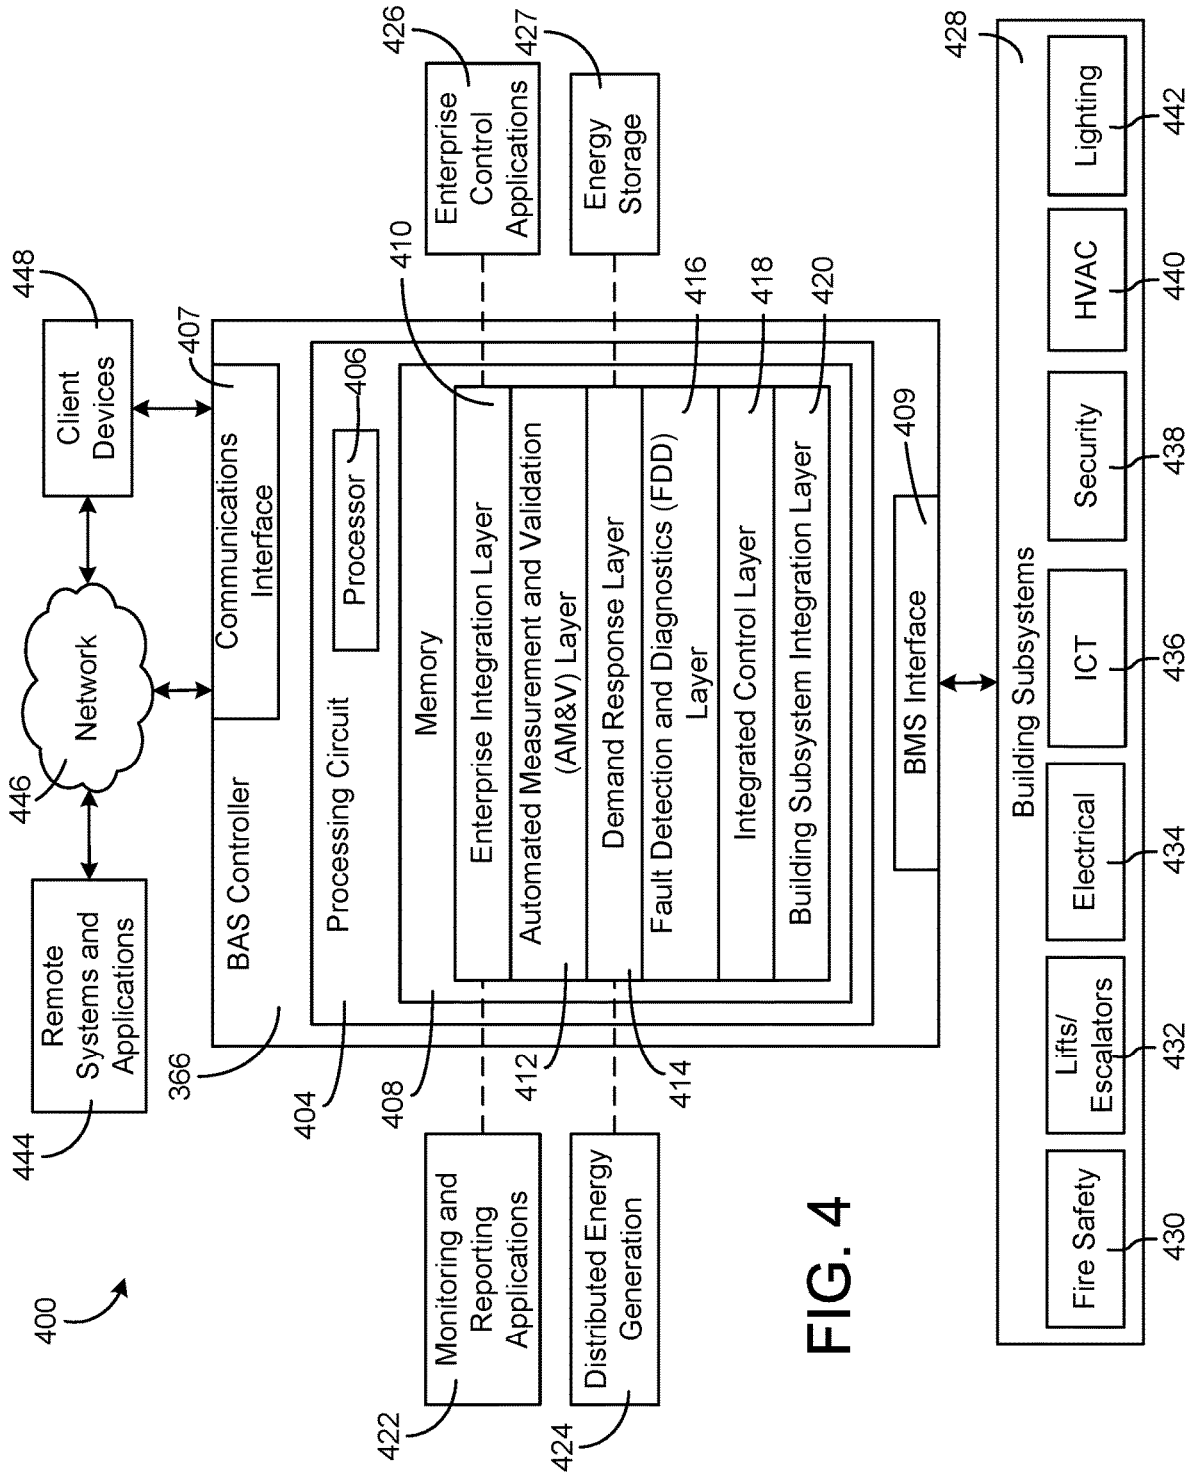 400
444
Remote
Systems and
Applications
446
Network
448
Client
Devices
366
BAS Controller
Communications
Interface
407
404
Processing Circuit
Processor
406
408
Memory
410
Enterprise Integration Layer
Automated Measurement and Validation
(AM&V) Layer
412
Demand Response Layer
414
Fault Detection and Diagnostics (FDD)
Layer
416
Integrated Control Layer
418
Building Subsystem Integration Layer
420
422
Monitoring and
Reporting
Applications
424
Distributed Energy
Generation
426
Enterprise
Control
Applications
427
Energy
Storage
BMS Interface
409
FIG. 4
Building Subsystems
428
Fire Safety
Lifts/
Escalators
Electrical
ICT
Security
HVAC
Lighting
430
432
434
436
438
440
442